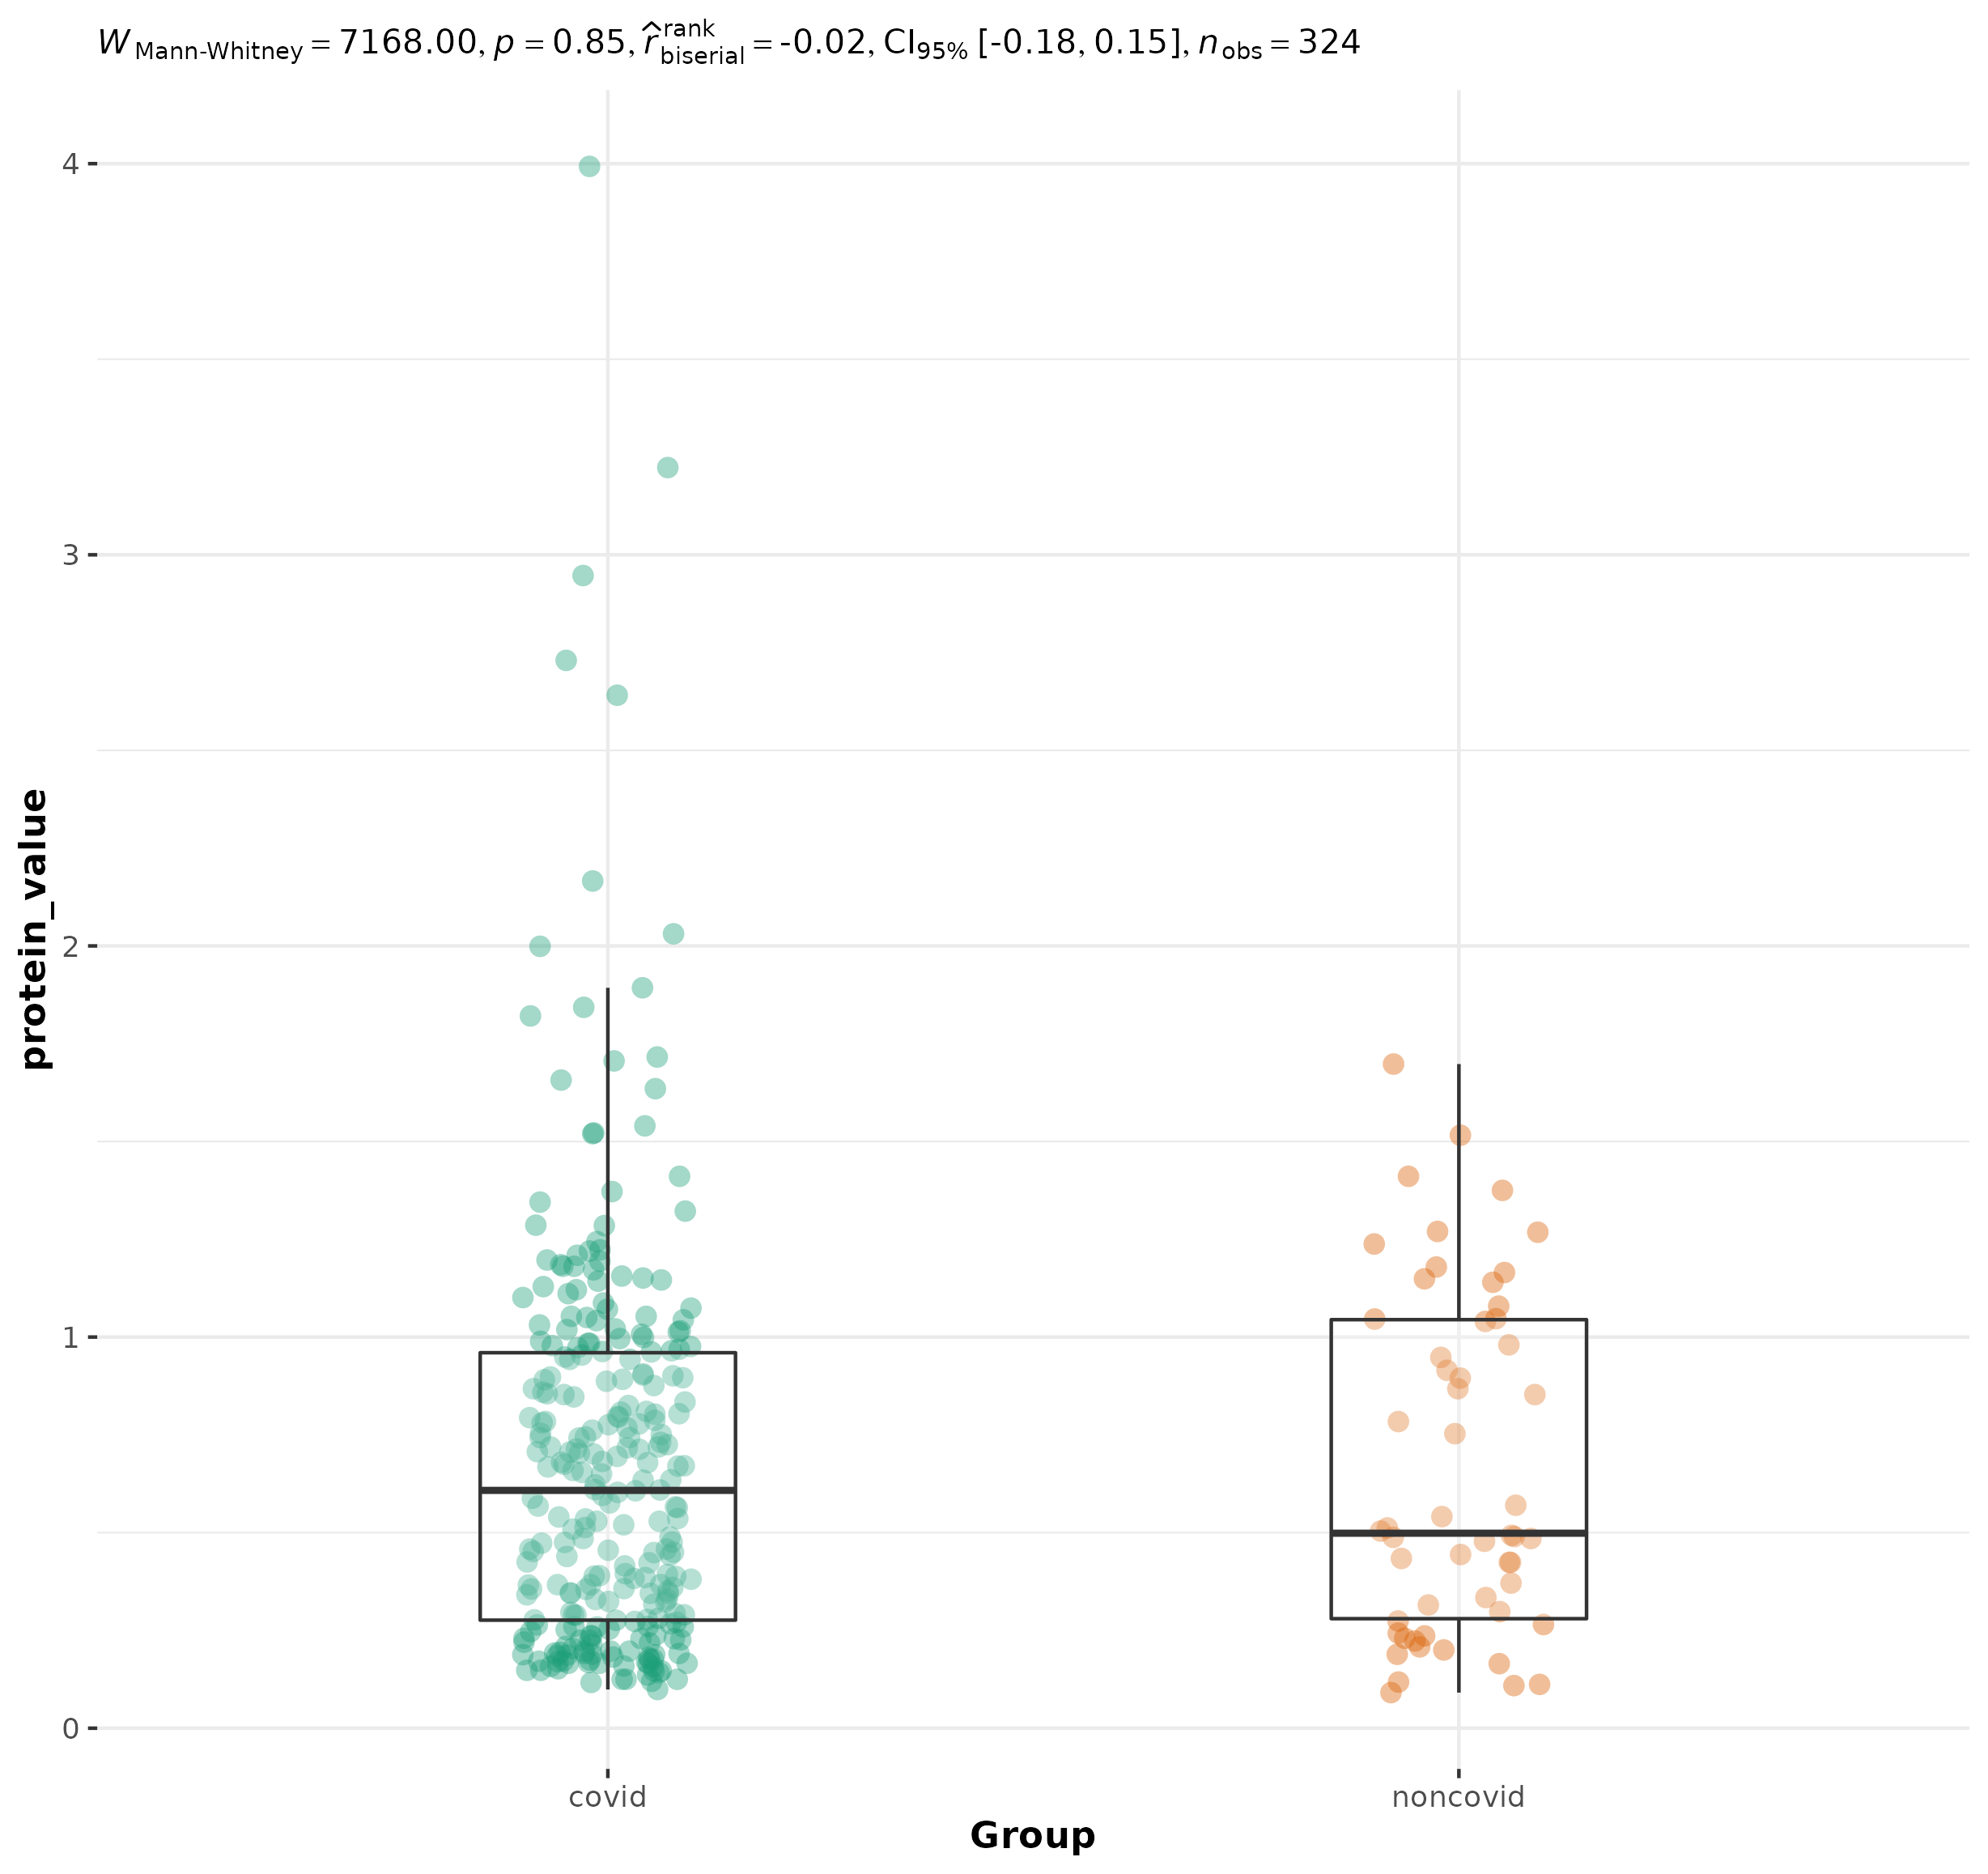 W Mann-Whitney = 7168.00, p = 0.85, r̂ rank biserial = -0.02, CI95% [-0.18, 0.15], n obs = 324
4
3
2
1
0
protein_value
covid noncovid
Group